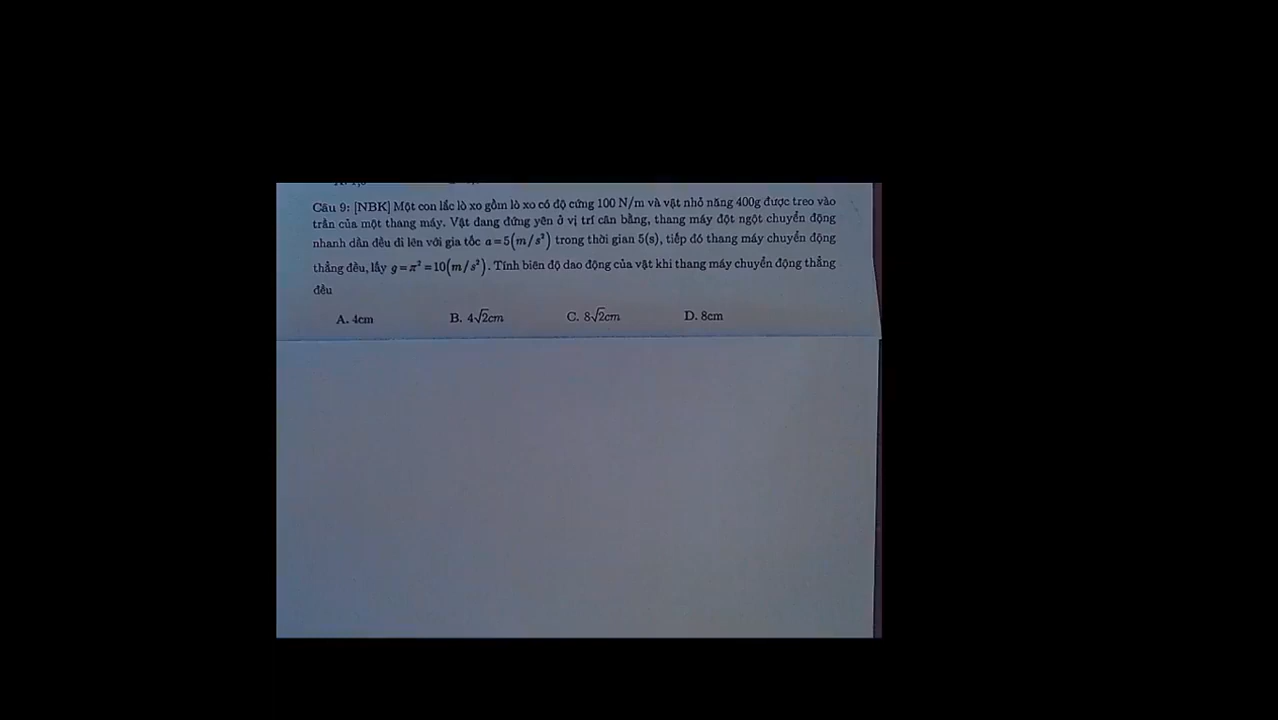 Câu 9: [NBK] Một con lắc lò xo gồm lò xo có độ cứng 100 N/m và vật nhỏ nặng 400g được treo vào
trần của một thang máy. Vật đang đứng yên ở vị trí cân bằng, thang máy đột ngột chuyển động
nhanh dần đều đi lên với gia tốc a = 5(m/s²) trong thời gian 5(s), tiếp đó thang máy chuyển động
thẳng đều, lấy g = π² = 10(m/s²). Tính biên độ dao động của vật khi thang máy chuyển động thẳng
đều
A. 4cm B. 4√2cm C. 8√2cm D. 8cm